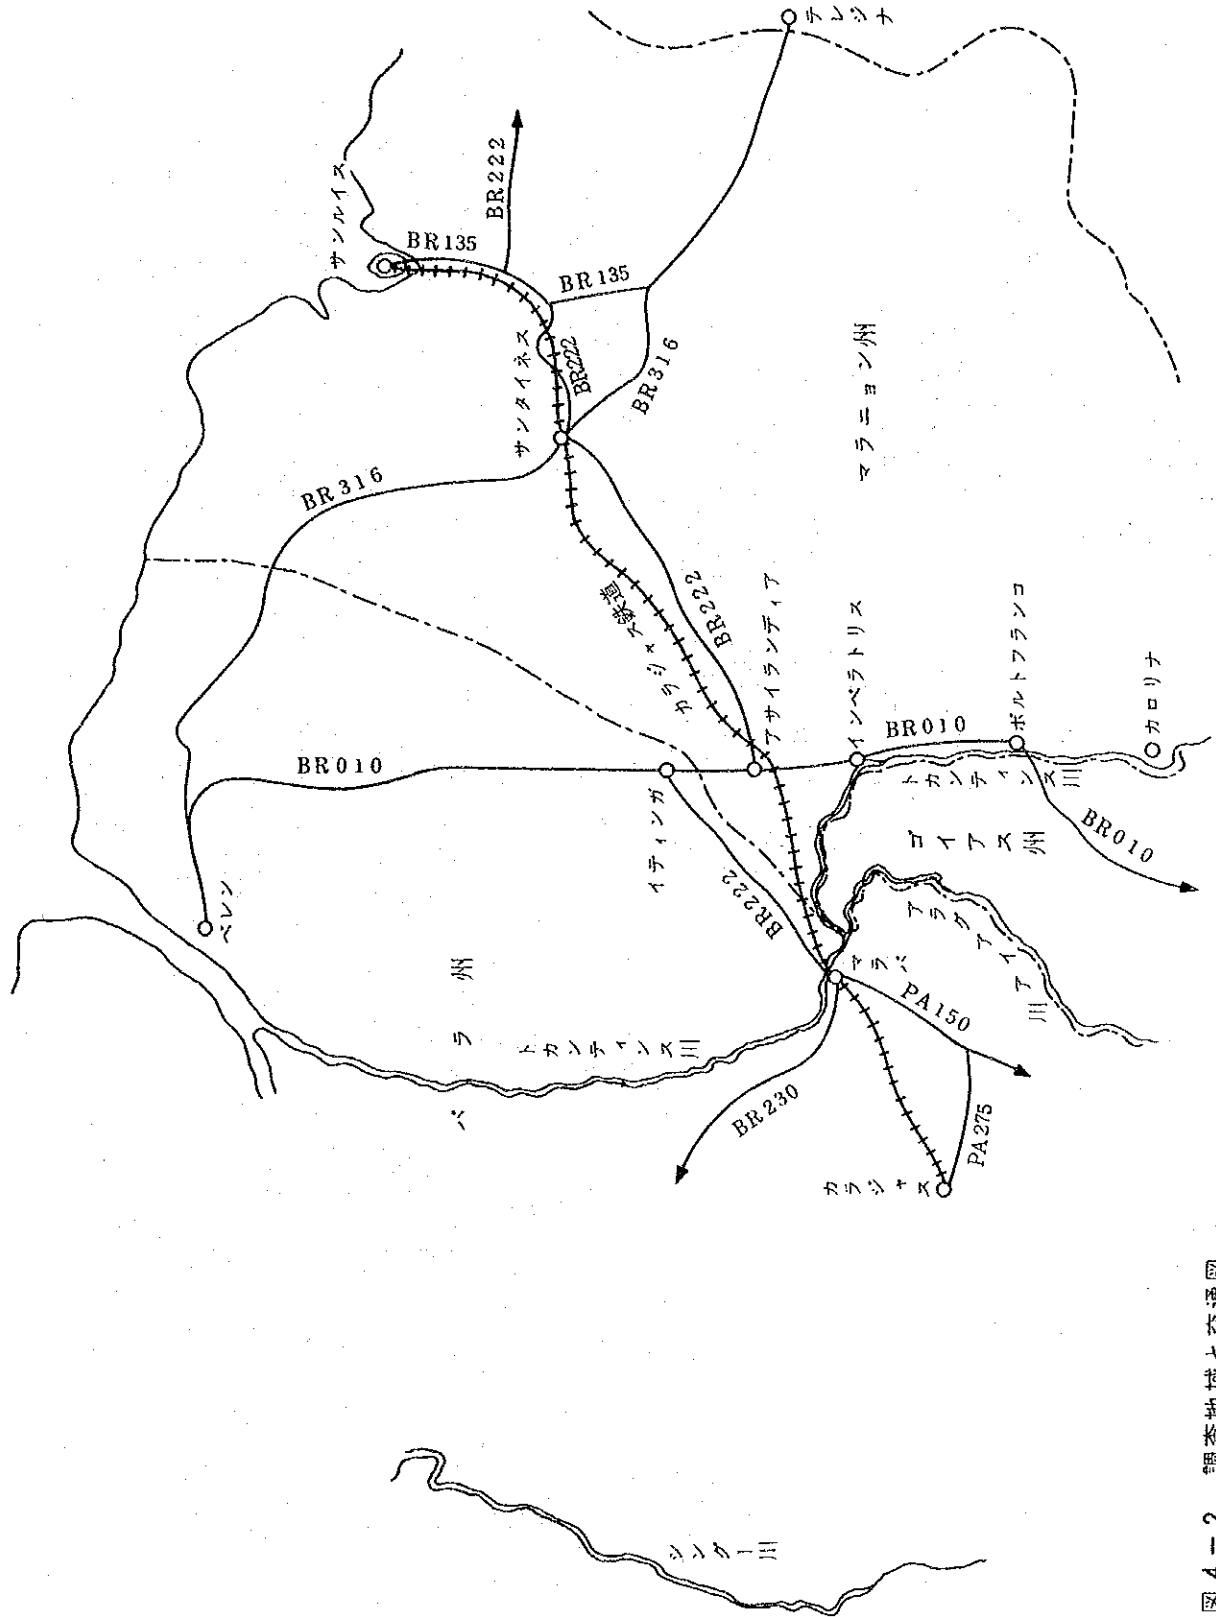 テレジナ
サンルイス
BR222
BR135
BR135
サンタイネス
BR222
BR316
マラニョン州
BR316
カラジャス鉄道
BR222
アサイランディア
インペラトリス
BR010
ポルトフランコ
カロリナ
BR010
トカンティンス川
イティンガ
ゴイアス州
BR010
BR222
アラグアイア川
ベレン
パラ州
トカンティンス川
マラバ
PA150
BR230
PA275
カラジャス
シングー川
図4-2 調査地域と交通図